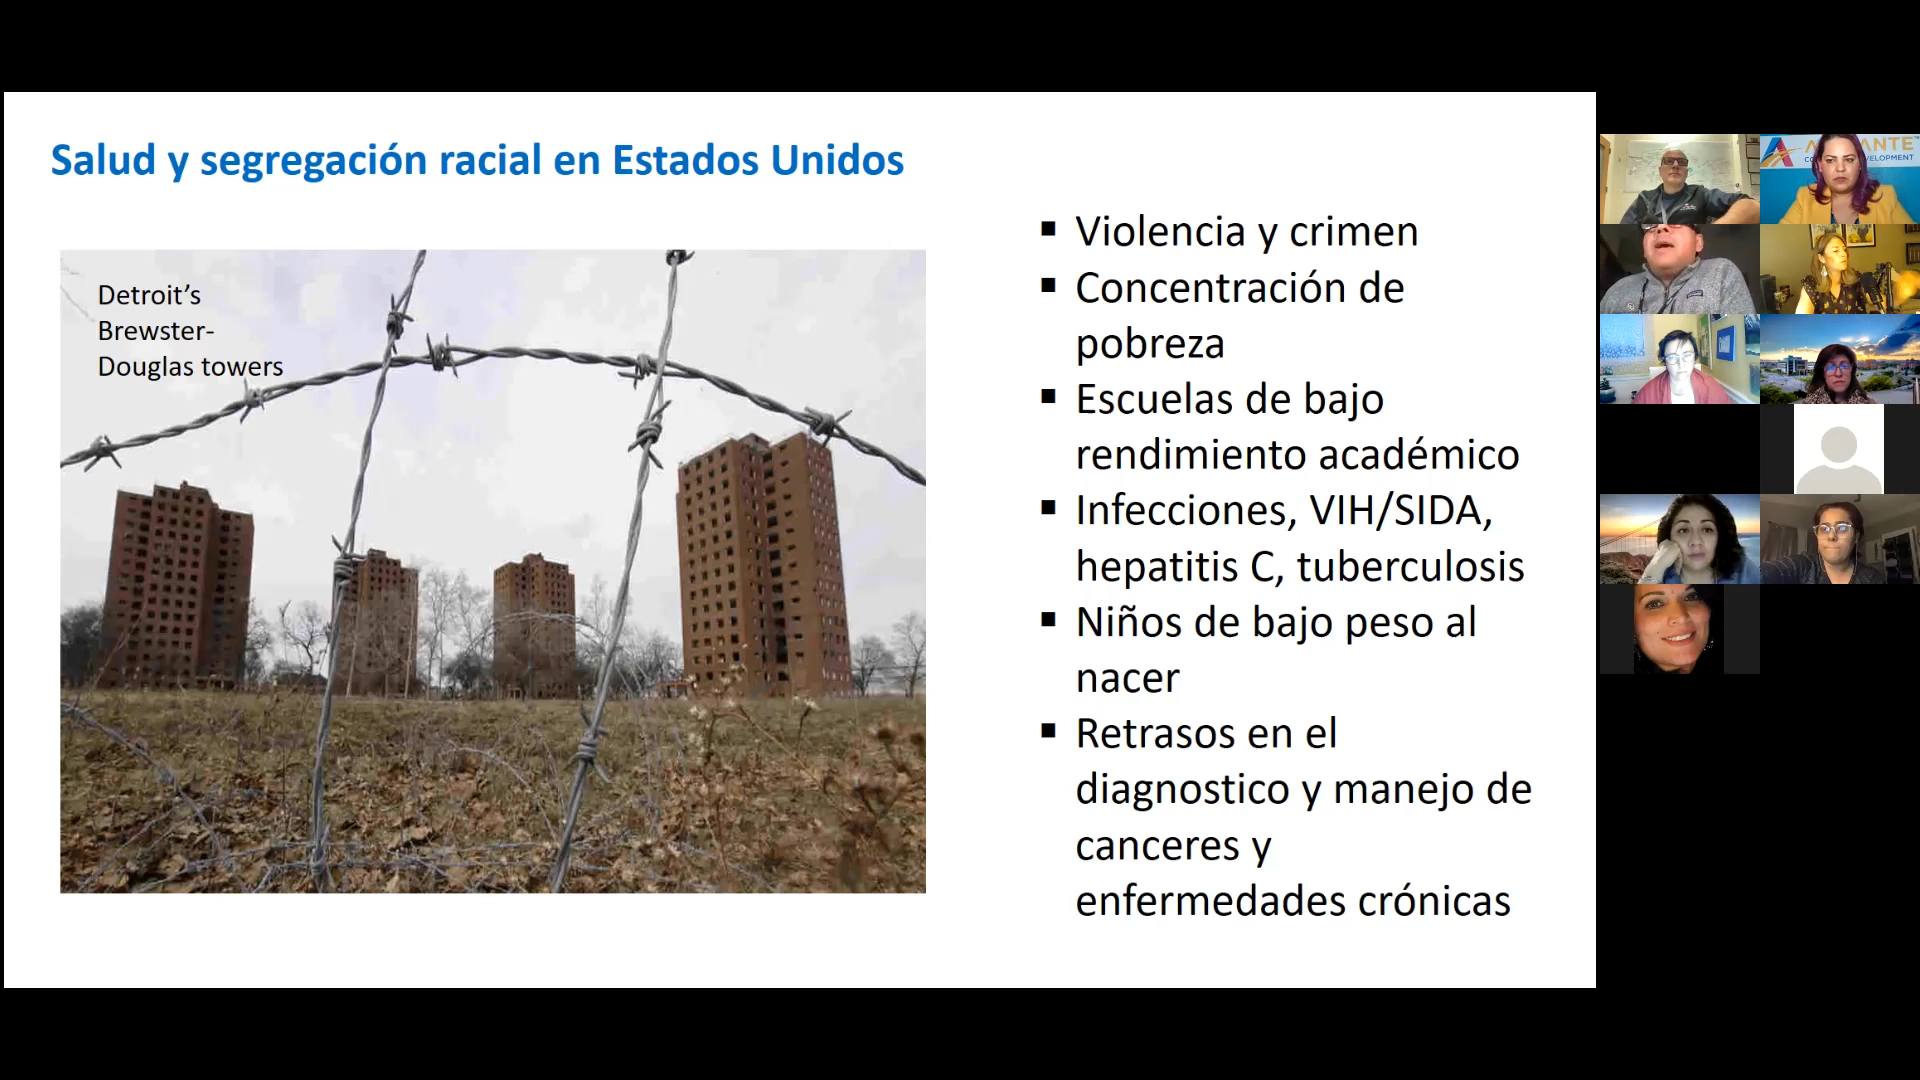 Salud y segregación racial en Estados Unidos
Detroit’s
Brewster-
Douglas towers
▪ Violencia y crimen
▪ Concentración de
pobreza
▪ Escuelas de bajo
rendimiento académico
▪ Infecciones, VIH/SIDA,
hepatitis C, tuberculosis
▪ Niños de bajo peso al
nacer
▪ Retrasos en el
diagnostico y manejo de
canceres y
enfermedades crónicas